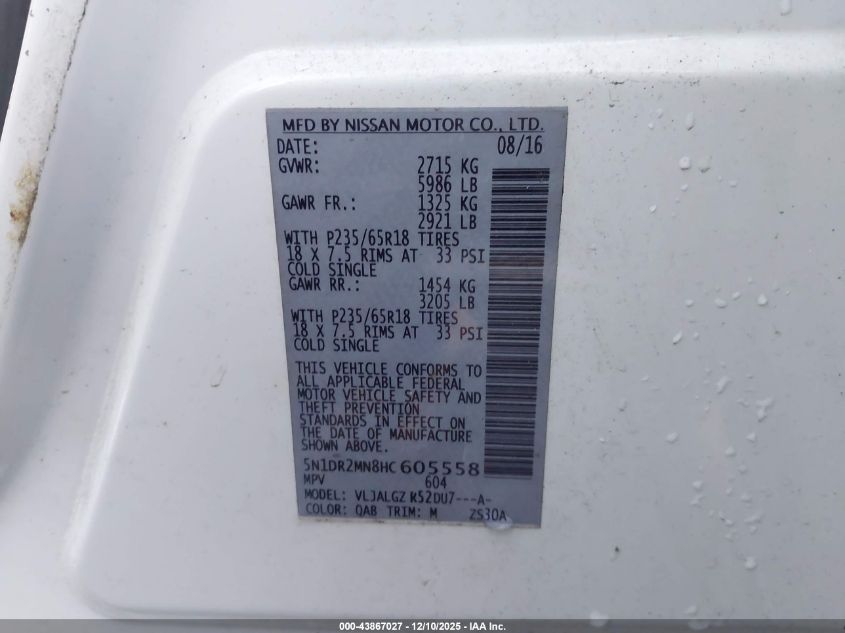 MFD BY NISSAN MOTOR CO., LTD.
DATE: 08/16
GVWR: 2715 KG
5986 LB
GAWR FR.: 1325 KG
2921 LB
WITH P235/65R18 TIRES
18 X 7.5 RIMS AT 33 PSI
COLD SINGLE
GAWR RR.: 1454 KG
3205 LB
WITH P235/65R18 TIRES
18 X 7.5 RIMS AT 33 PSI
COLD SINGLE
THIS VEHICLE CONFORMS TO
ALL APPLICABLE FEDERAL
MOTOR VEHICLE SAFETY AND
THEFT PREVENTION
STANDARDS IN EFFECT ON
THE DATE OF MANUFACTURE
SHOWN ABOVE.
5N1DR2MN8HC605558
MPV 604
MODEL: VLJALGZ K52DU7---A-
COLOR: QAB TRIM: M ZS30A
000-43867027 - 12/10/2025 - IAA Inc.